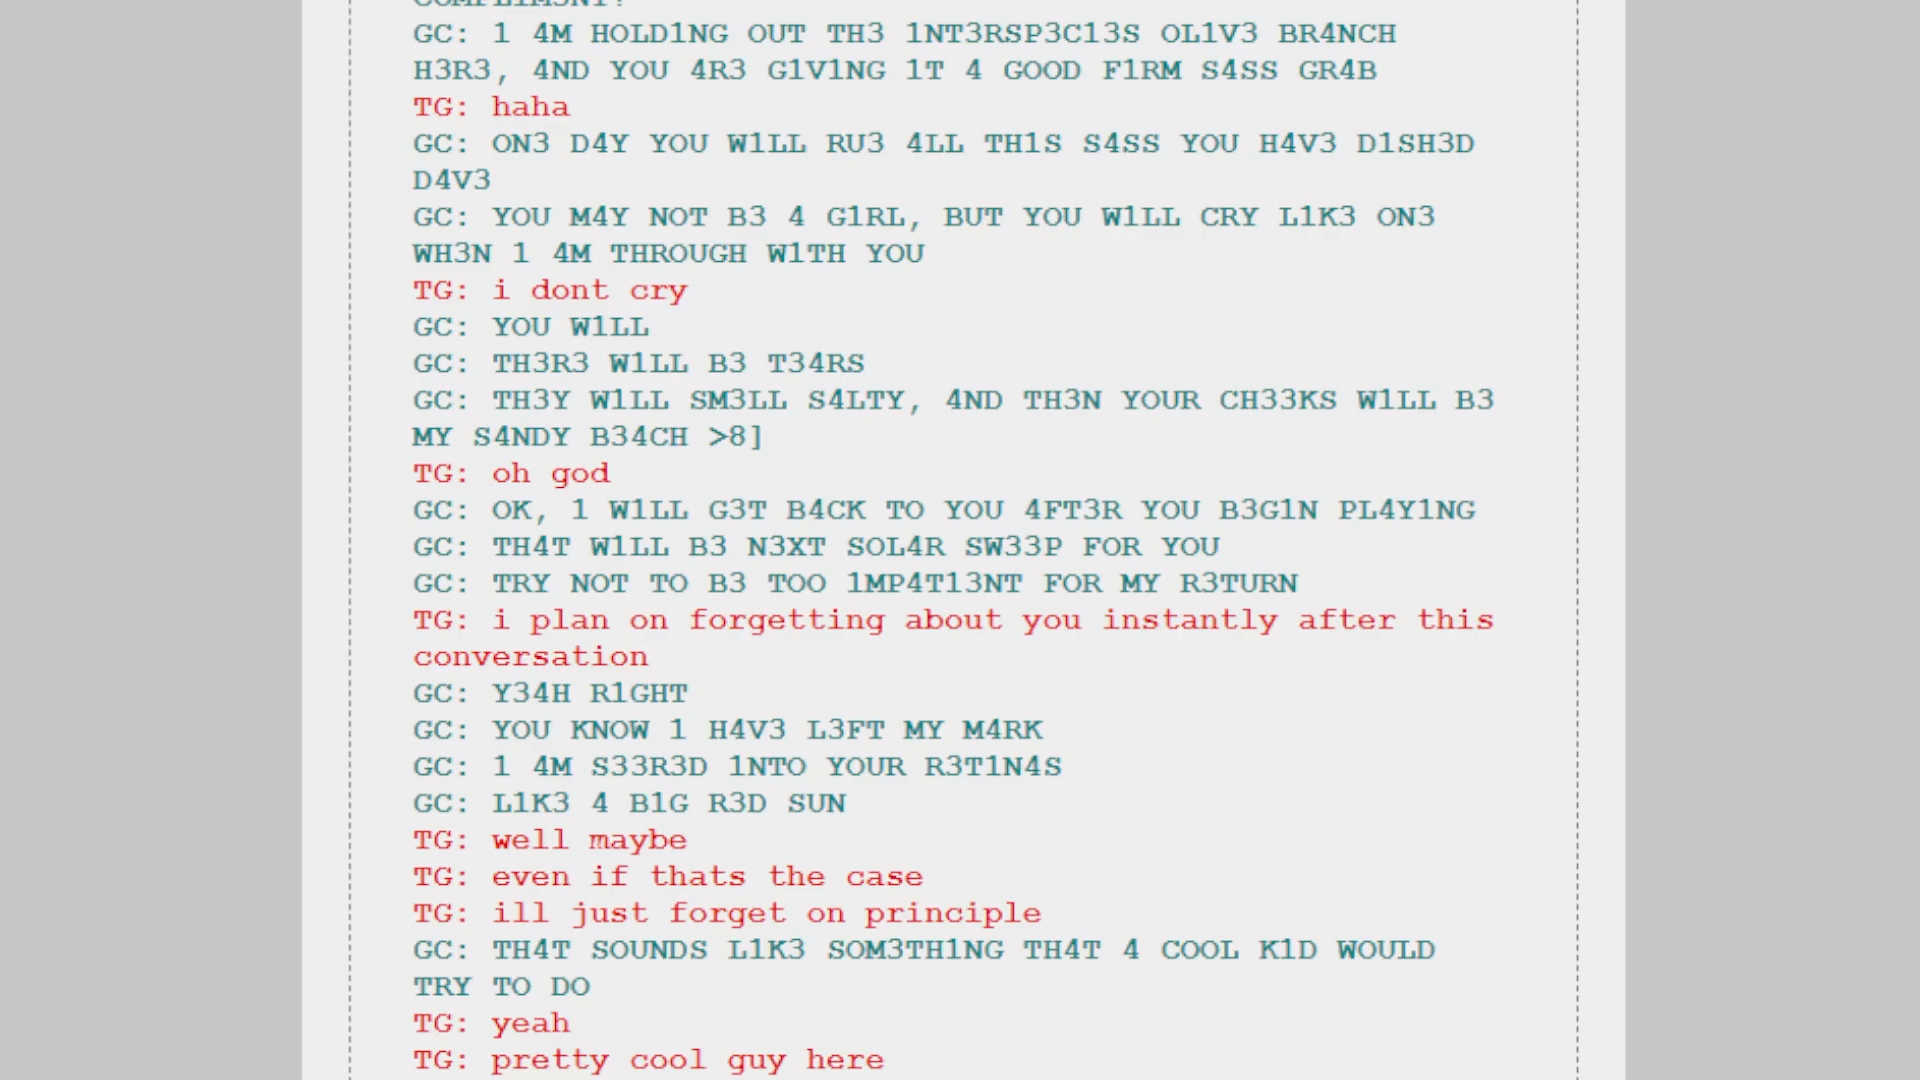 COMPL1M3NT?
GC: 1 4M HOLD1NG OUT TH3 1NT3RSP3C13S OL1V3 BR4NCH
H3R3, 4ND YOU 4R3 G1V1NG 1T 4 GOOD F1RM S4SS GR4B
TG: haha
GC: ON3 D4Y YOU W1LL RU3 4LL TH1S S4SS YOU H4V3 D1SH3D
D4V3
GC: YOU M4Y NOT B3 4 G1RL, BUT YOU W1LL CRY L1K3 ON3
WH3N 1 4M THROUGH W1TH YOU
TG: i dont cry
GC: YOU W1LL
GC: TH3R3 W1LL B3 T34RS
GC: TH3Y W1LL SM3LL S4LTY, 4ND TH3N YOUR CH33KS W1LL B3
MY S4NDY B34CH >8]
TG: oh god
GC: OK, 1 W1LL G3T B4CK TO YOU 4FT3R YOU B3G1N PL4Y1NG
GC: TH4T W1LL B3 N3XT SOL4R SW33P FOR YOU
GC: TRY NOT TO B3 TOO 1MP4T13NT FOR MY R3TURN
TG: i plan on forgetting about you instantly after this
conversation
GC: Y34H R1GHT
GC: YOU KNOW 1 H4V3 L3FT MY M4RK
GC: 1 4M S33R3D 1NTO YOUR R3T1N4S
GC: L1K3 4 B1G R3D SUN
TG: well maybe
TG: even if thats the case
TG: ill just forget on principle
GC: TH4T SOUNDS L1K3 SOM3TH1NG TH4T 4 COOL K1D WOULD
TRY TO DO
TG: yeah
TG: pretty cool guy here